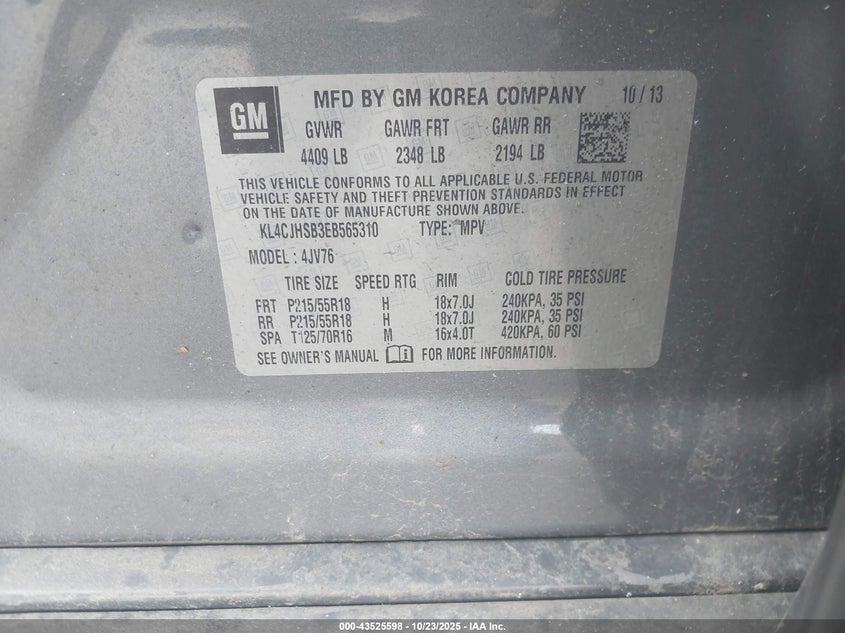 GM
MFD BY GM KOREA COMPANY 10 / 13
GVWR GAWR FRT GAWR RR
4409 LB 2348 LB 2194 LB
THIS VEHICLE CONFORMS TO ALL APPLICABLE U.S. FEDERAL MOTOR
VEHICLE SAFETY AND THEFT PREVENTION STANDARDS IN EFFECT
ON THE DATE OF MANUFACTURE SHOWN ABOVE.
KL4CJHSB3EB565310 TYPE: MPV
MODEL : 4JV76
TIRE SIZE SPEED RTG RIM COLD TIRE PRESSURE
FRT P215/55R18 H 18x7.0J 240KPA, 35 PSI
RR P215/55R18 H 18x7.0J 240KPA, 35 PSI
SPA T125/70R16 M 16x4.0T 420KPA, 60 PSI
SEE OWNER'S MANUAL FOR MORE INFORMATION.
000-43525598 - 10/23/2025 - IAA Inc.